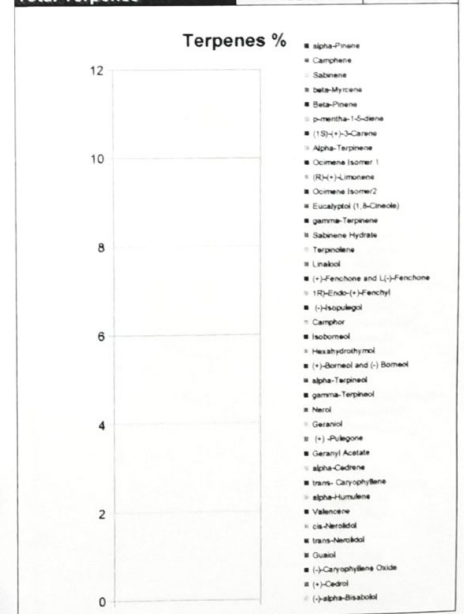 Total Terpenes
Terpenes %
12
10
8
6
4
2
0
alpha-Pinene
Camphene
Sabinene
beta-Myrcene
Beta-Pinene
p-mentha-1-5-diene
(1S)-(+)-3-Carene
Alpha-Terpinene
Ocimene Isomer 1
(R)-(+)-Limonene
Ocimene Isomer2
Eucalyptol (1,8-Cineole)
gamma-Terpinene
Sabinene Hydrate
Terpinolene
Linalool
(+)-Fenchone and L(-)-Fenchone
1R)-Endo-(+)-Fenchyl
(-)-Isopulegol
Camphor
Isoborneol
Hexahydrothymol
(+)-Borneol and (-) Borneol
alpha-Terpineol
gamma-Terpineol
Nerol
Geraniol
(+) -Pulegone
Geranyl Acetate
alpha-Cedrene
trans- Caryophyllene
alpha-Humulene
Valencene
cis-Nerolidol
trans-Nerolidol
Guaiol
(-)-Caryophyllene Oxide
(+)-Cedrol
(-)-alpha-Bisabolol